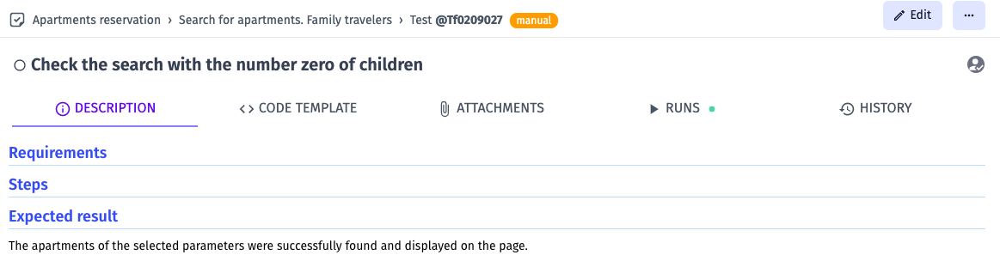 Apartments reservation › Search for apartments. Family travelers › Test @Tf0209027 manual
Edit ...
Check the search with the number zero of children
DESCRIPTION <> CODE TEMPLATE ATTACHMENTS RUNS HISTORY
Requirements
Steps
Expected result
The apartments of the selected parameters were successfully found and displayed on the page.